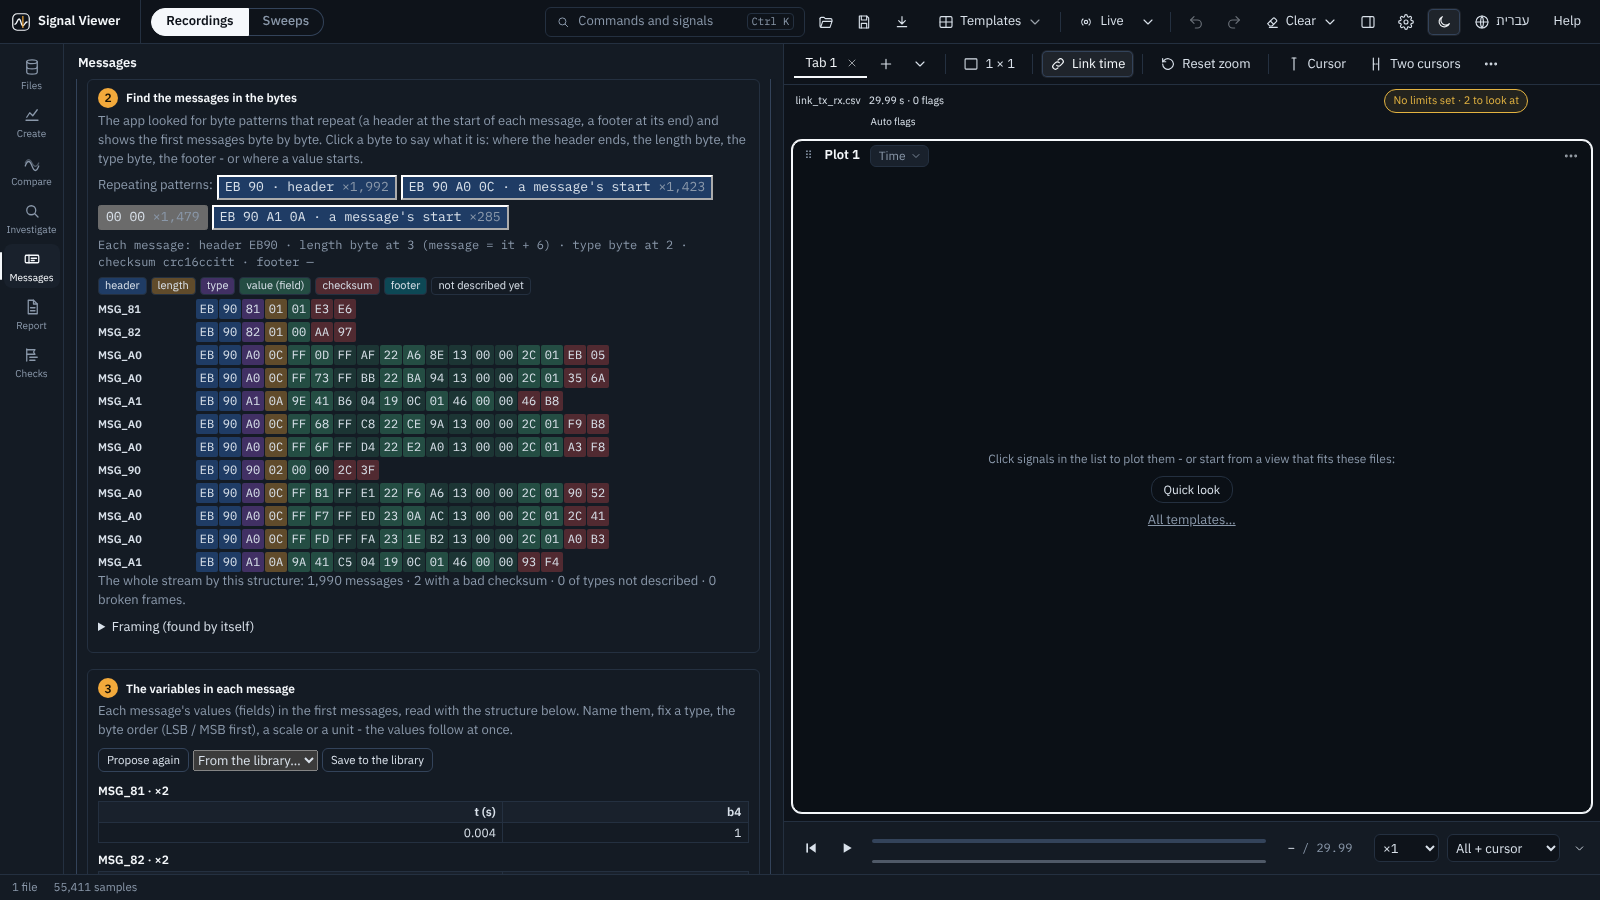 Signal Viewer
Recordings
Sweeps
Commands and signals
Ctrl K
Templates
Live
Clear
עברית
Help
Files
Create
Compare
Investigate
Messages
Report
Checks
Messages
2 Find the messages in the bytes
The app looked for byte patterns that repeat (a header at the start of each message, a footer at its end) and
shows the first messages byte by byte. Click a byte to say what it is: where the header ends, the length byte, the
type byte, the footer - or where a value starts.
Repeating patterns: EB 90 · header ×1,992 EB 90 A0 0C · a message's start ×1,423
00 00 ×1,479 EB 90 A1 0A · a message's start ×285
Each message: header EB90 · length byte at 3 (message = it + 6) · type byte at 2 ·
checksum crc16ccitt · footer —
header length type value (field) checksum footer not described yet
MSG_81 EB 90 81 01 01 E3 E6
MSG_82 EB 90 82 01 00 AA 97
MSG_A0 EB 90 A0 0C FF 0D FF AF 22 A6 8E 13 00 00 2C 01 EB 05
MSG_A0 EB 90 A0 0C FF 73 FF BB 22 BA 94 13 00 00 2C 01 35 6A
MSG_A1 EB 90 A1 0A 9E 41 B6 04 19 0C 01 46 00 00 46 B8
MSG_A0 EB 90 A0 0C FF 68 FF C8 22 CE 9A 13 00 00 2C 01 F9 B8
MSG_A0 EB 90 A0 0C FF 6F FF D4 22 E2 A0 13 00 00 2C 01 A3 F8
MSG_90 EB 90 90 02 00 00 2C 3F
MSG_A0 EB 90 A0 0C FF B1 FF E1 22 F6 A6 13 00 00 2C 01 90 52
MSG_A0 EB 90 A0 0C FF F7 FF ED 23 0A AC 13 00 00 2C 01 2C 41
MSG_A0 EB 90 A0 0C FF FD FF FA 23 1E B2 13 00 00 2C 01 A0 B3
MSG_A1 EB 90 A1 0A 9A 41 C5 04 19 0C 01 46 00 00 93 F4
The whole stream by this structure: 1,990 messages · 2 with a bad checksum · 0 of types not described · 0
broken frames.
Framing (found by itself)
3 The variables in each message
Each message's values (fields) in the first messages, read with the structure below. Name them, fix a type, the
byte order (LSB / MSB first), a scale or a unit - the values follow at once.
Propose again From the library... Save to the library
MSG_81 · ×2
t (s) b4
0.004 1
MSG_82 · ×2
Tab 1
1 × 1
Link time
Reset zoom
Cursor
Two cursors
link_tx_rx.csv 29.99 s · 0 flags
No limits set · 2 to look at
Auto flags
Plot 1
Time
Click signals in the list to plot them - or start from a view that fits these files:
Quick look
All templates...
– / 29.99
×1
All + cursor
1 file 55,411 samples